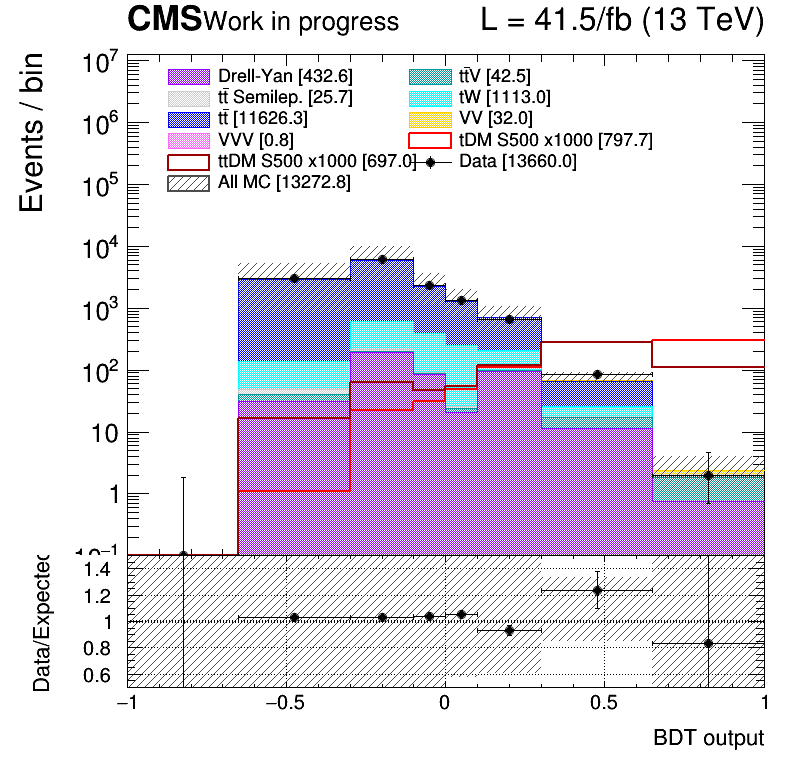 CMS Work in progress L = 41.5/fb (13 TeV)
Events / bin
10⁷
10⁶
10⁵
10⁴
10³
10²
10
1
10⁻¹
Drell-Yan [432.6] tt̄V [42.5]
tt̄ Semilep. [25.7] tW [1113.0]
tt̄ [11626.3] VV [32.0]
VVV [0.8] tDM S500 x1000 [797.7]
ttDM S500 x1000 [697.0] Data [13660.0]
All MC [13272.8]
Data/Expected
1.4
1.2
1
0.8
0.6
−1 −0.5 0 0.5 1
BDT output